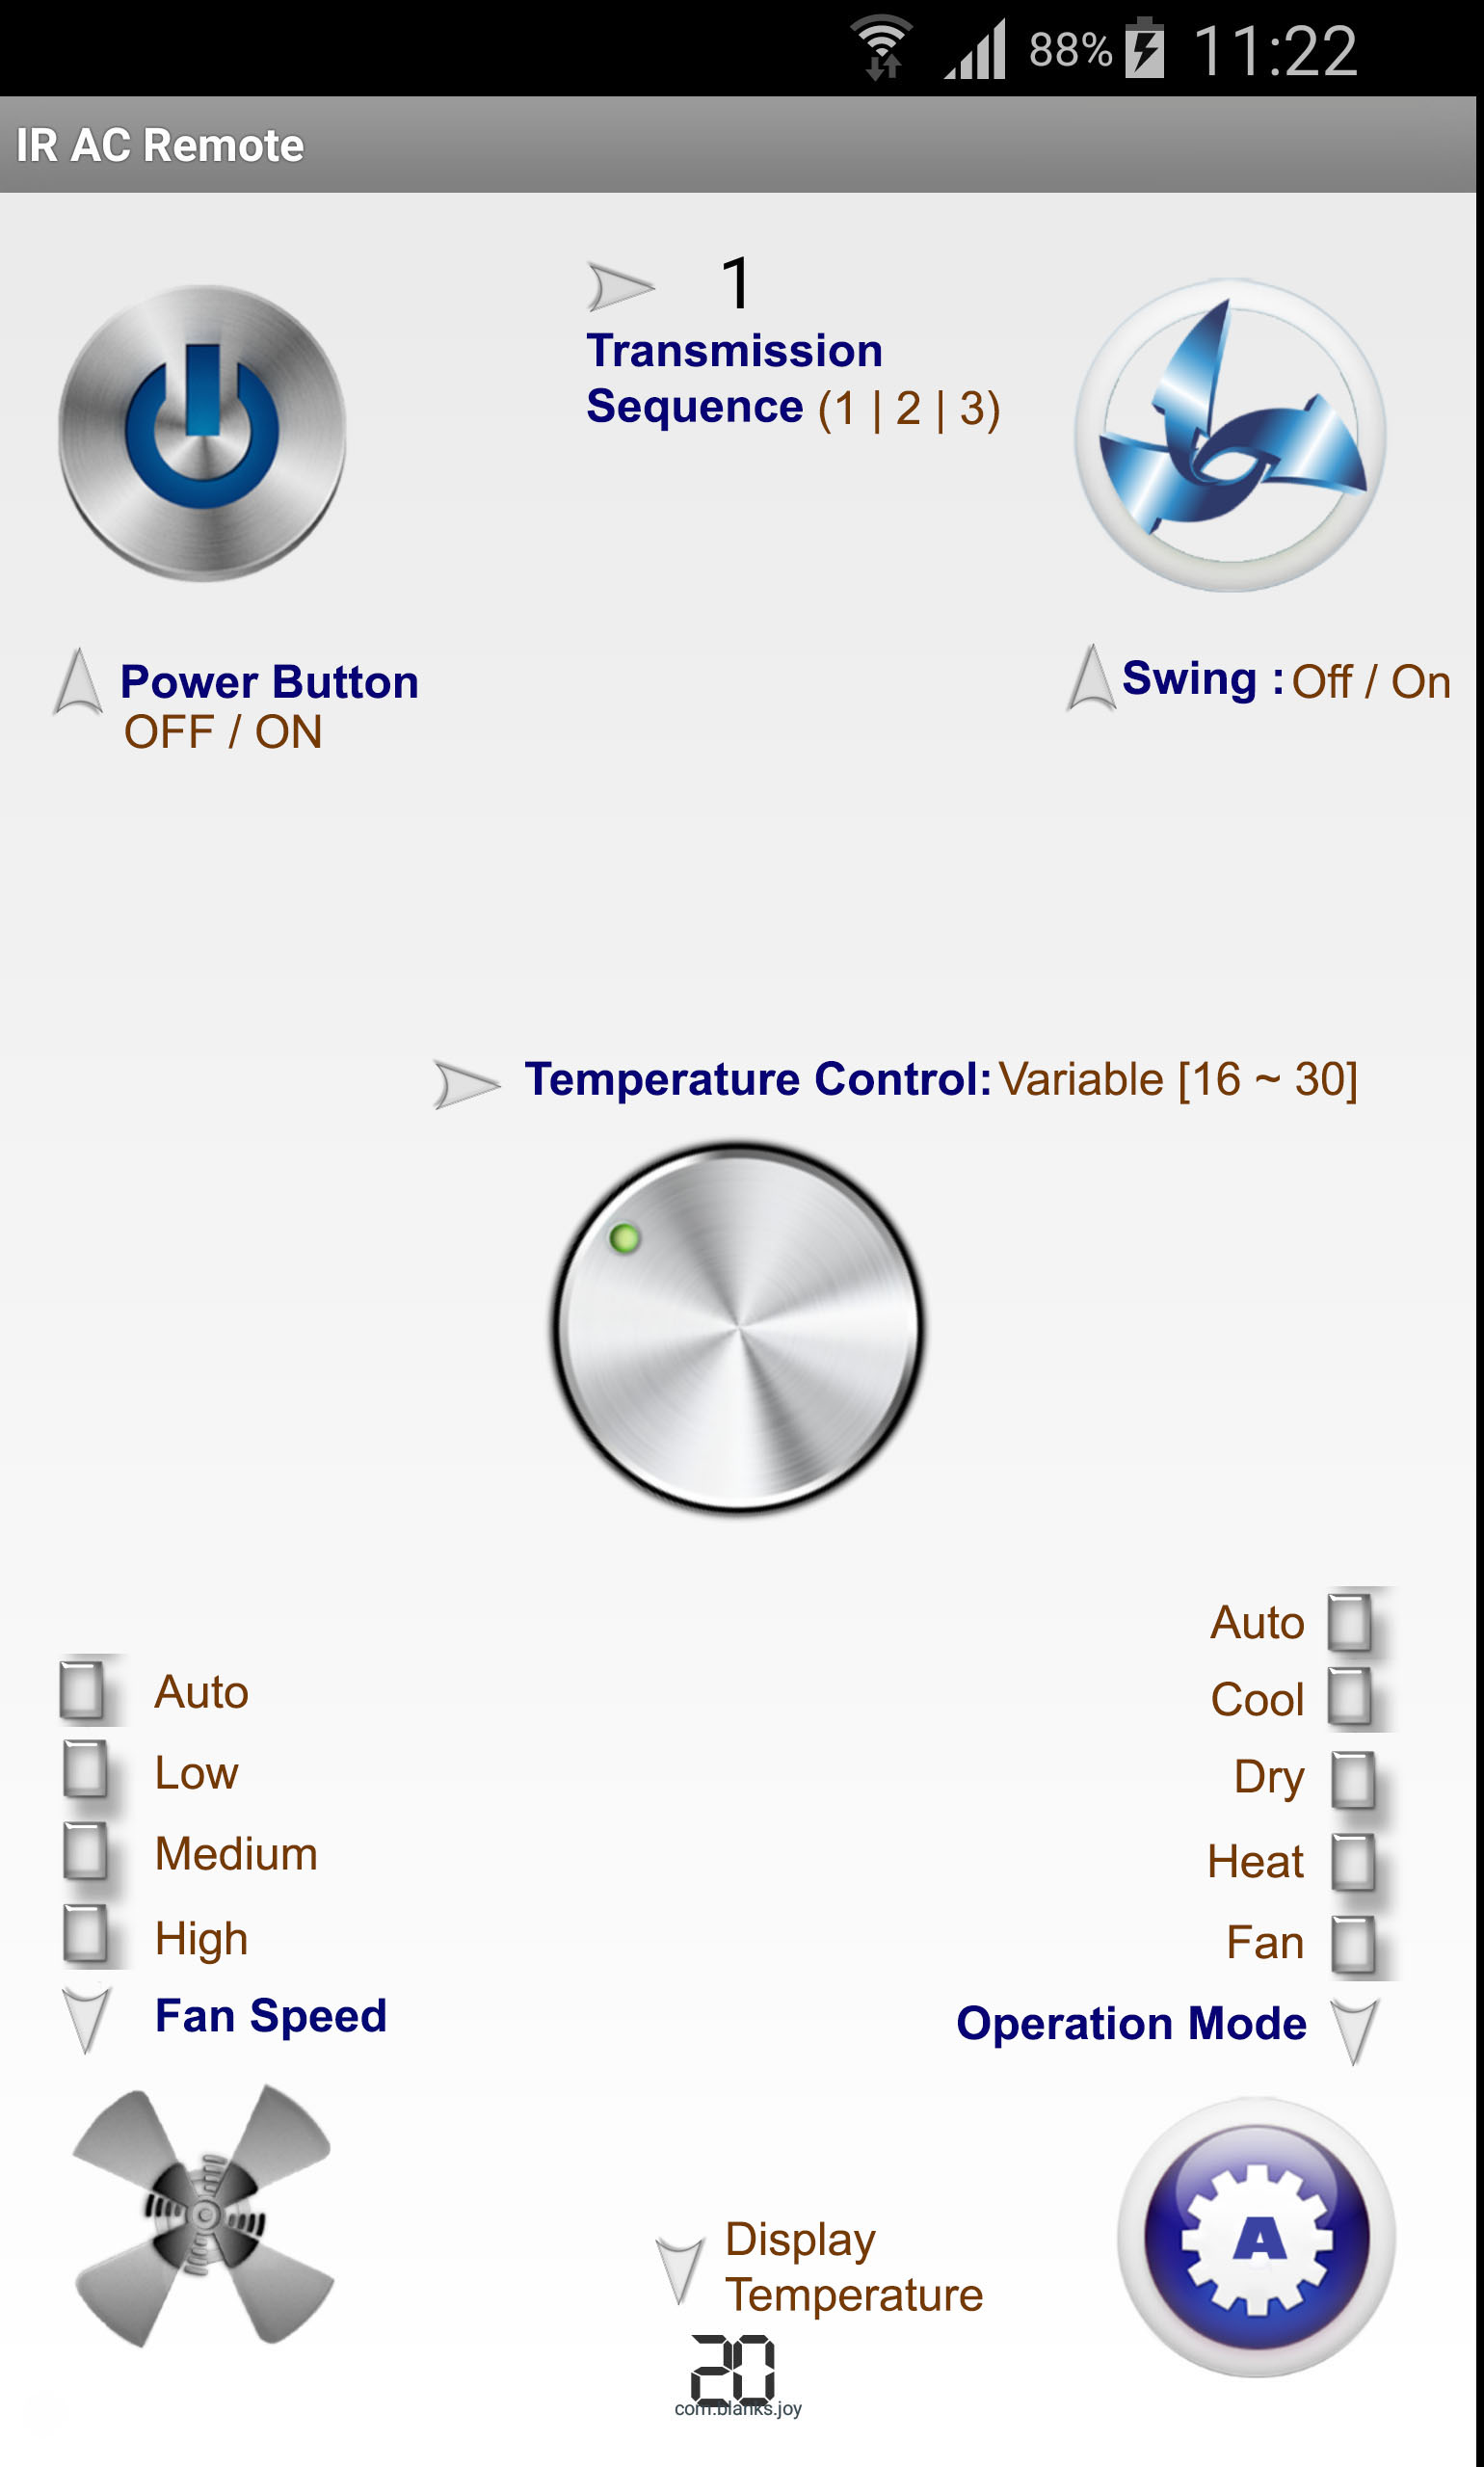 88% 11:22
IR AC Remote
1
Transmission
Sequence (1 | 2 | 3)
Power Button
OFF / ON
Swing : Off / On
Temperature Control: Variable [16 ~ 30]
Auto
Low
Medium
High
Fan Speed
Auto
Cool
Dry
Heat
Fan
Operation Mode
A
Display
Temperature
20
com.blanks.joy